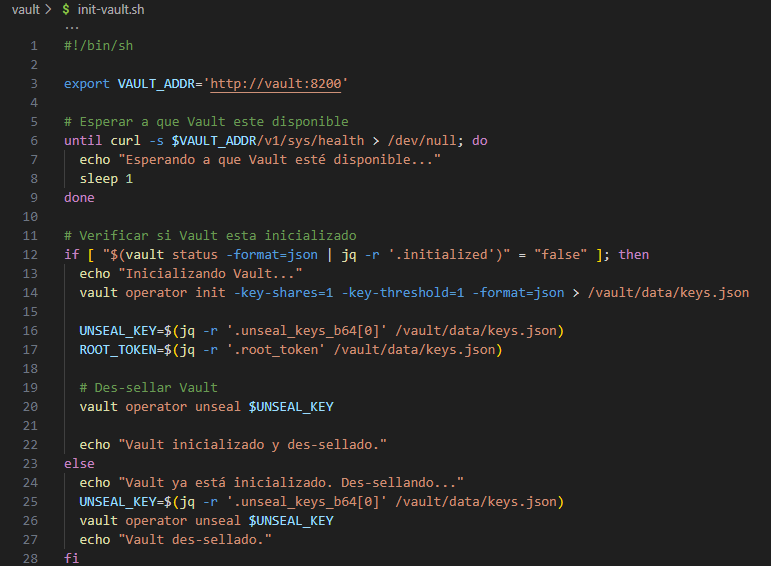 vault > $ init-vault.sh
...
1 #!/bin/sh
2
3 export VAULT_ADDR='http://vault:8200'
4
5 # Esperar a que Vault este disponible
6 until curl -s $VAULT_ADDR/v1/sys/health > /dev/null; do
7   echo "Esperando a que Vault esté disponible..."
8   sleep 1
9 done
10
11 # Verificar si Vault esta inicializado
12 if [ "$(vault status -format=json | jq -r '.initialized')" = "false" ]; then
13   echo "Inicializando Vault..."
14   vault operator init -key-shares=1 -key-threshold=1 -format=json > /vault/data/keys.json
15
16   UNSEAL_KEY=$(jq -r '.unseal_keys_b64[0]' /vault/data/keys.json)
17   ROOT_TOKEN=$(jq -r '.root_token' /vault/data/keys.json)
18
19   # Des-sellar Vault
20   vault operator unseal $UNSEAL_KEY
21
22   echo "Vault inicializado y des-sellado."
23 else
24   echo "Vault ya está inicializado. Des-sellando..."
25   UNSEAL_KEY=$(jq -r '.unseal_keys_b64[0]' /vault/data/keys.json)
26   vault operator unseal $UNSEAL_KEY
27   echo "Vault des-sellado."
28 fi